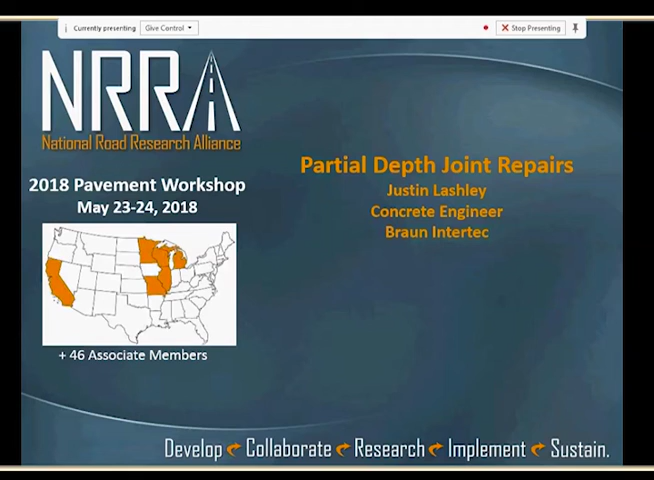 Currently presenting
Give Control
Stop Presenting
NRRA
National Road Research Alliance
2018 Pavement Workshop
May 23-24, 2018
+ 46 Associate Members
Partial Depth Joint Repairs
Justin Lashley
Concrete Engineer
Braun Intertec
Develop Collaborate Research Implement Sustain.